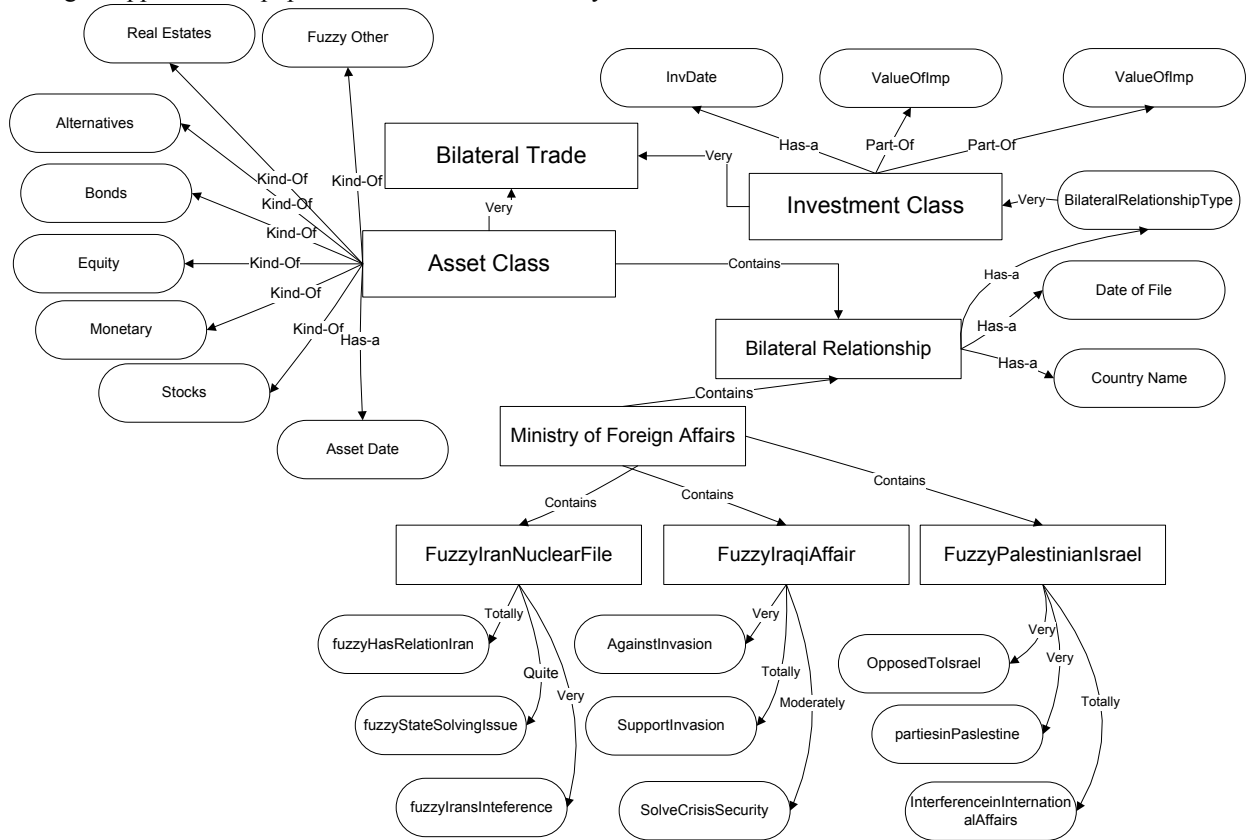 Real Estates
Fuzzy Other
InvDate
ValueOfImp
ValueOfImp
Alternatives
Bilateral Trade
Very
Has-a
Part-Of
Part-Of
Kind-Of
Kind-Of
Kind-Of
Bonds
Investment Class
Very
BilateralRelationshipType
Kind-Of
Very
Equity
Kind-Of
Asset Class
Contains
Has-a
Date of File
Kind-Of
Monetary
Kind-Of
Has-a
Has-a
Bilateral Relationship
Has-a
Country Name
Stocks
Contains
Ministry of Foreign Affairs
Asset Date
Contains
Contains
Contains
FuzzyIranNuclearFile
FuzzyIraqiAffair
FuzzyPalestinianIsrael
Totally
Very
fuzzyHasRelationIran
AgainstInvasion
Very
Very
OpposedToIsrael
Quite
Totally
Very
Moderately
Totally
fuzzyStateSolvingIssue
SupportInvasion
partiesinPaslestine
fuzzyIransInteference
SolveCrisisSecurity
InterferenceinInternation
alAffairs